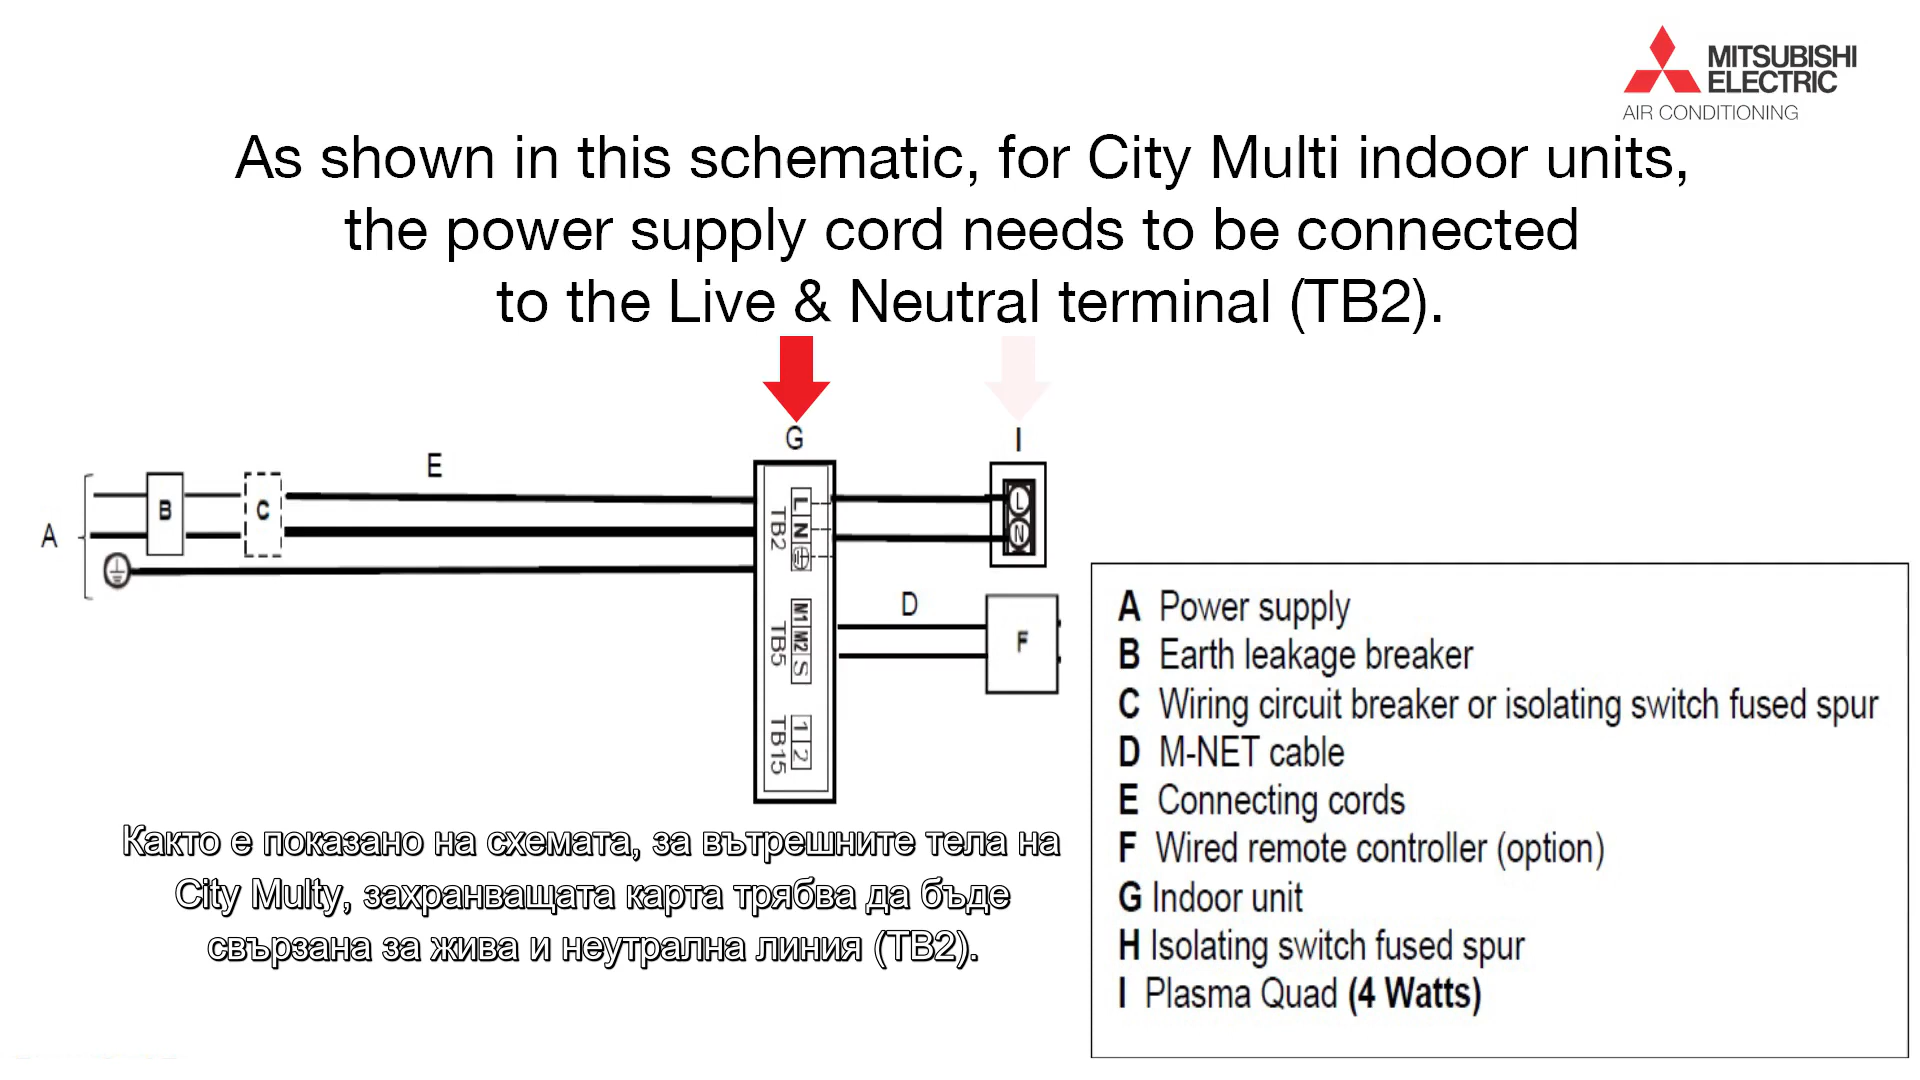 MITSUBISHI
ELECTRIC
AIR CONDITIONING
As shown in this schematic, for City Multi indoor units,
the power supply cord needs to be connected
to the Live & Neutral terminal (TB2).
G
I
E
A
B
C
L
N
TB2
L
N
D
F
M1
M2
S
TB5
1
2
TB15
A Power supply
B Earth leakage breaker
C Wiring circuit breaker or isolating switch fused spur
D M-NET cable
E Connecting cords
F Wired remote controller (option)
G Indoor unit
H Isolating switch fused spur
I Plasma Quad (4 Watts)
Както е показано на схемата, за вътрешните тела на
City Multy, захранващата карта трябва да бъде
свързана за жива и неутрална линия (TB2).